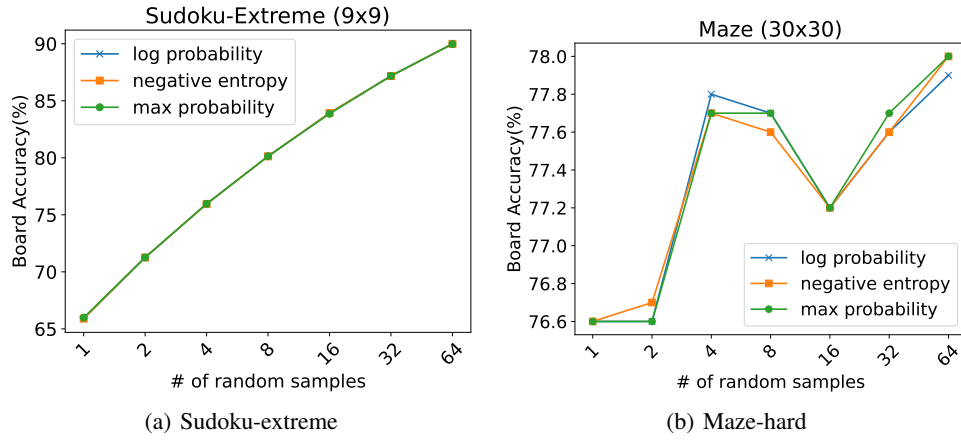 Sudoku-Extreme (9x9)
90
85
80
75
70
65
Board Accuracy(%)
log probability
negative entropy
max probability
1 2 4 8 16 32 64
# of random samples
(a) Sudoku-extreme
Maze (30x30)
78.0
77.8
77.6
77.4
77.2
77.0
76.8
76.6
Board Accuracy(%)
log probability
negative entropy
max probability
1 2 4 8 16 32 64
# of random samples
(b) Maze-hard